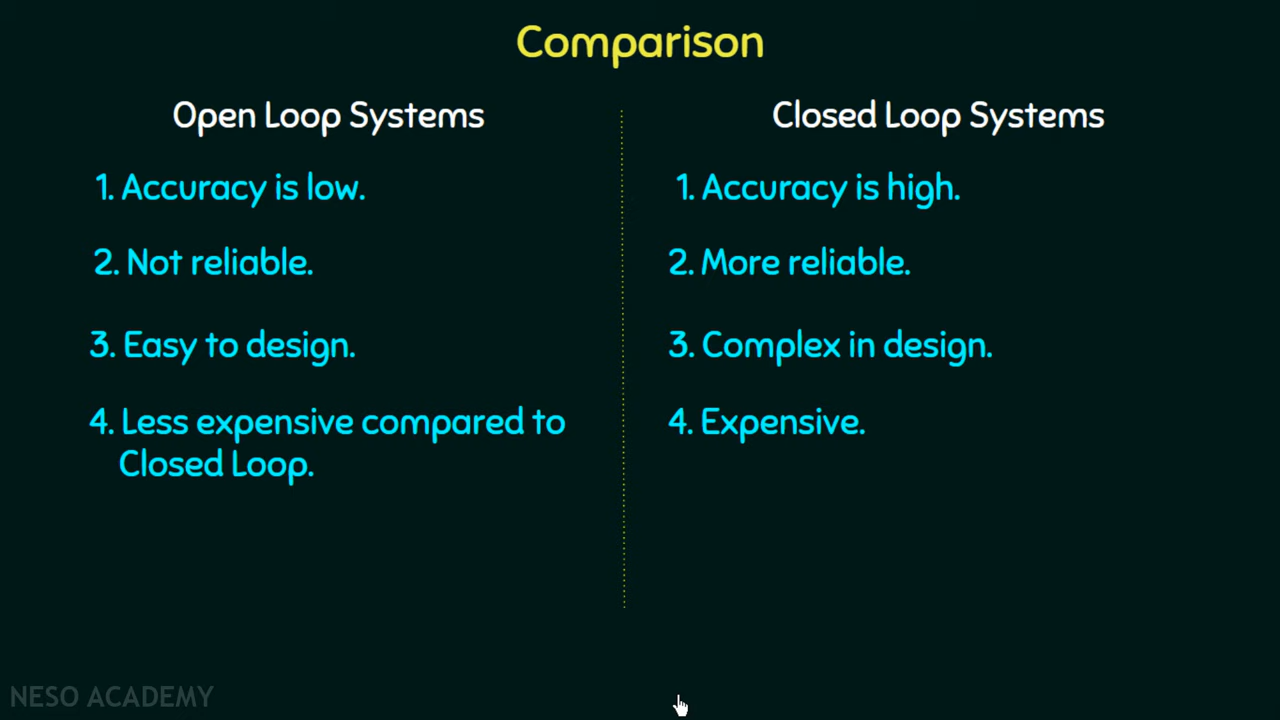 Comparison
Open Loop Systems
1. Accuracy is low.
2. Not reliable.
3. Easy to design.
4. Less expensive compared to
Closed Loop.
Closed Loop Systems
1. Accuracy is high.
2. More reliable.
3. Complex in design.
4. Expensive.
NESO ACADEMY